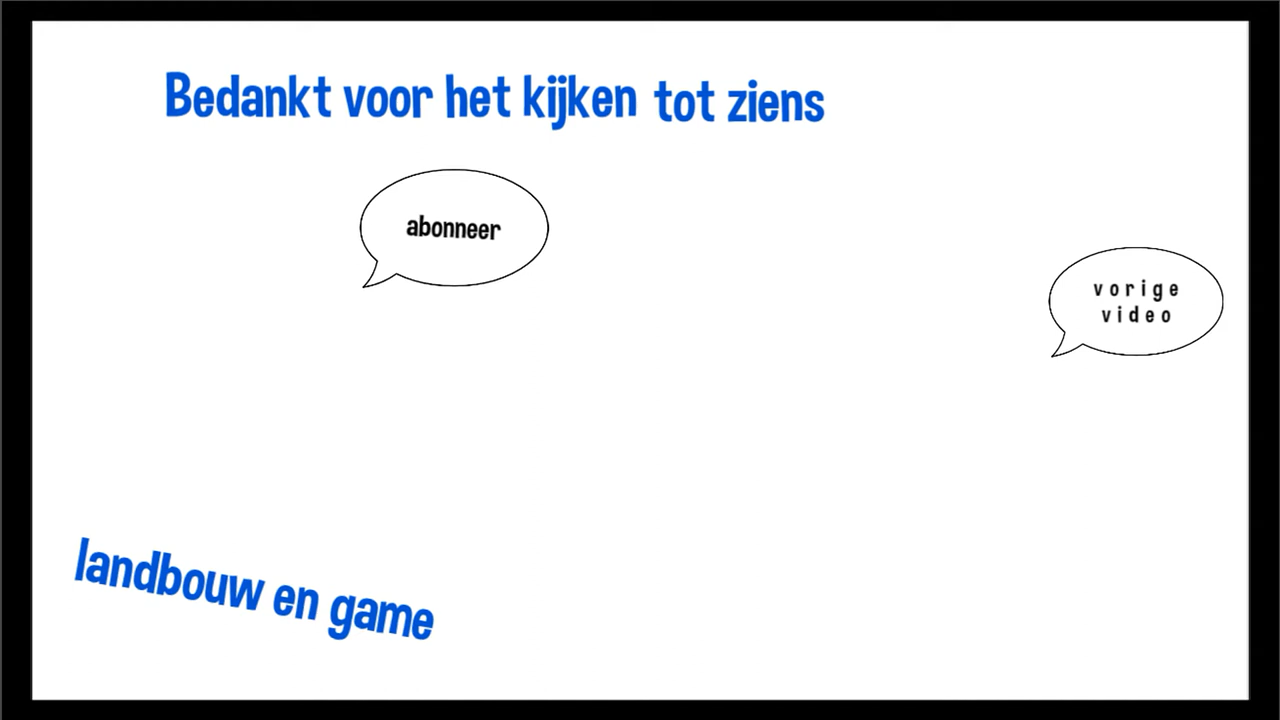 Bedankt voor het kijken tot ziens
abonneer
vorige
video
landbouw en game